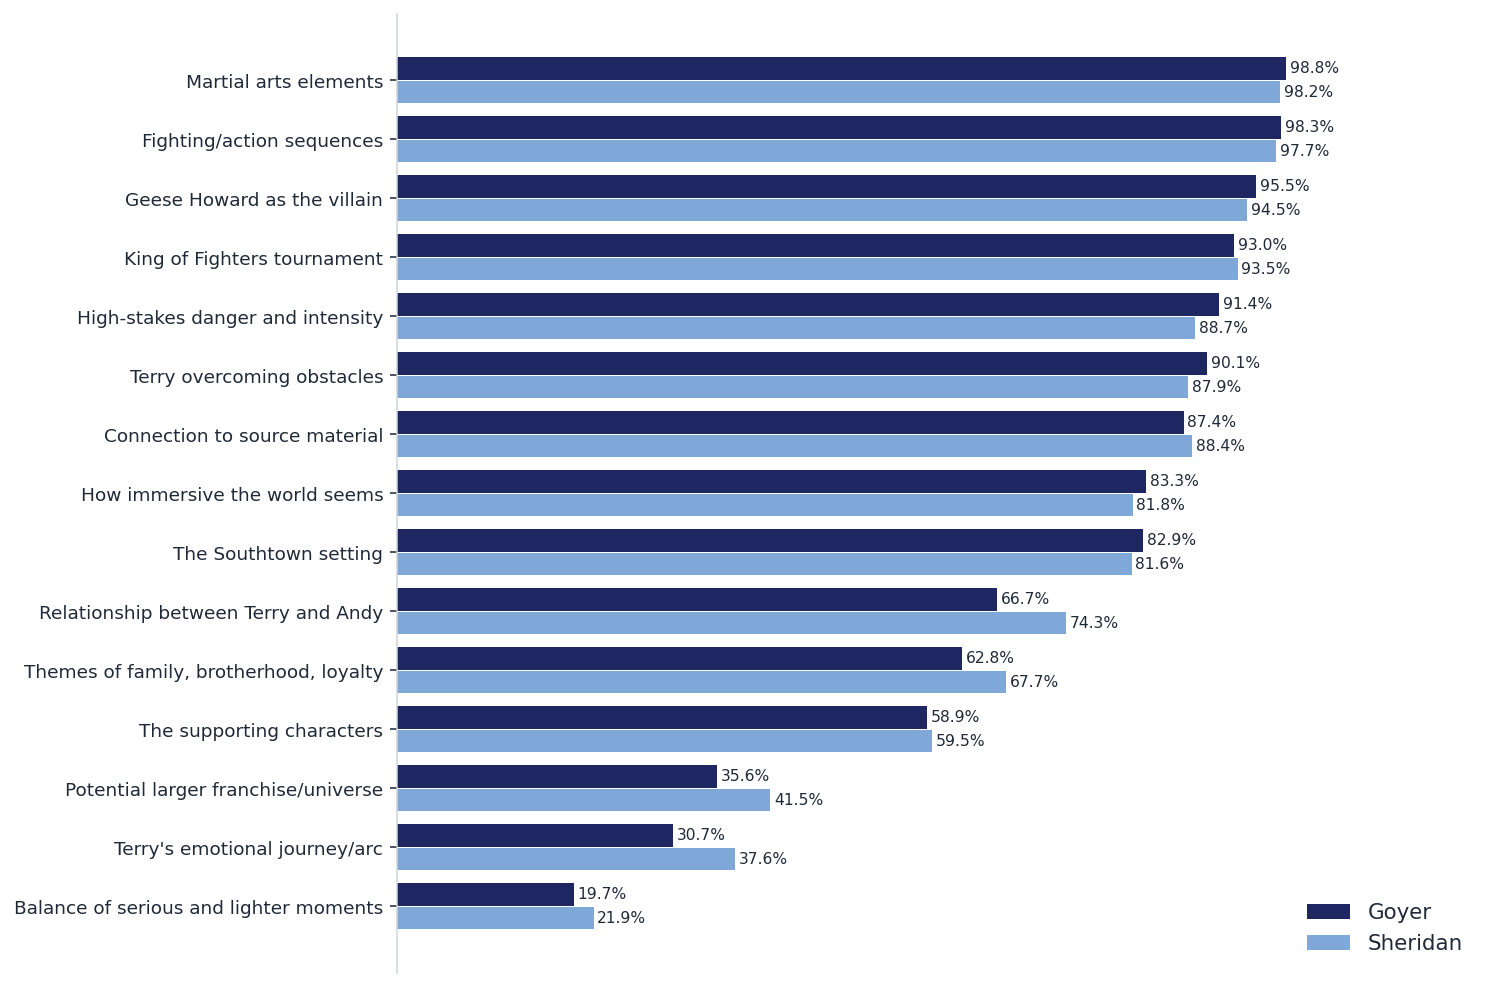 Martial arts elements
98.8%
98.2%
Fighting/action sequences
98.3%
97.7%
Geese Howard as the villain
95.5%
94.5%
King of Fighters tournament
93.0%
93.5%
High-stakes danger and intensity
91.4%
88.7%
Terry overcoming obstacles
90.1%
87.9%
Connection to source material
87.4%
88.4%
How immersive the world seems
83.3%
81.8%
The Southtown setting
82.9%
81.6%
Relationship between Terry and Andy
66.7%
74.3%
Themes of family, brotherhood, loyalty
62.8%
67.7%
The supporting characters
58.9%
59.5%
Potential larger franchise/universe
35.6%
41.5%
Terry's emotional journey/arc
30.7%
37.6%
Balance of serious and lighter moments
19.7%
21.9%
Goyer
Sheridan